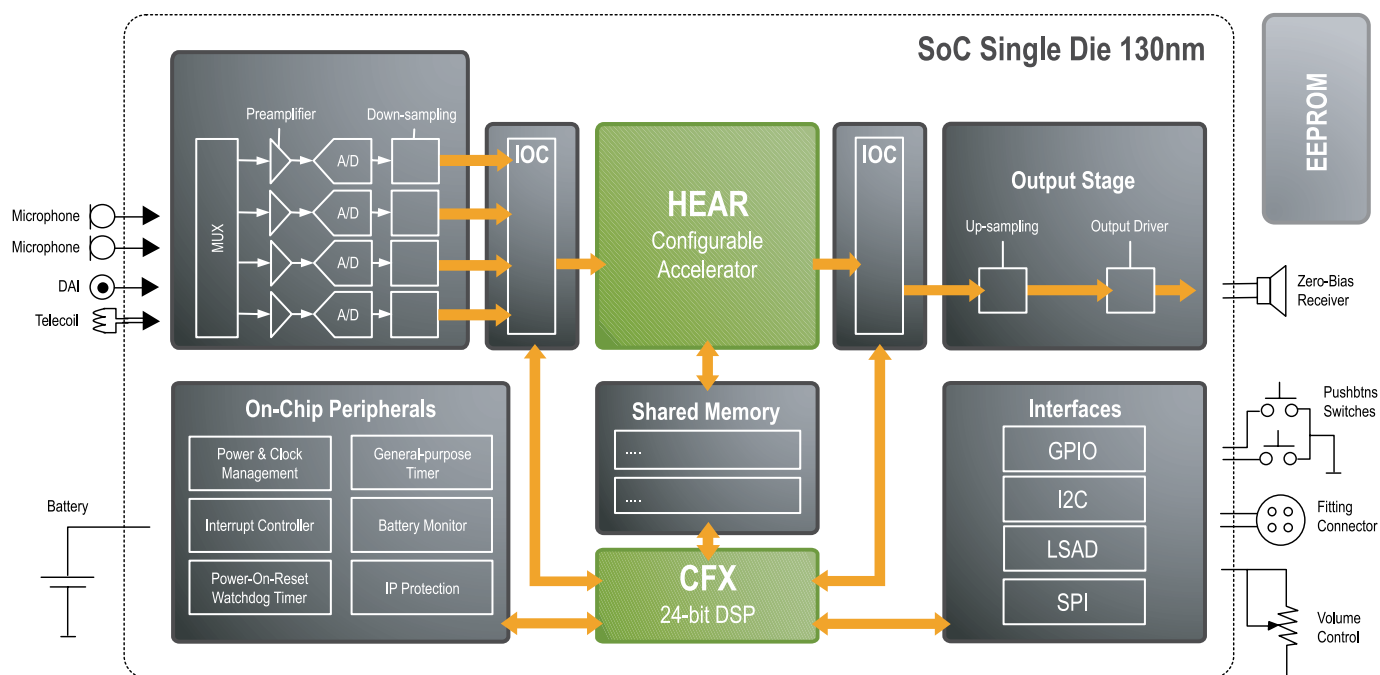 SoC Single Die 130nm
EEPROM
Preamplifier
Down-sampling
MUX
A/D
A/D
A/D
A/D
Microphone
Microphone
DAI
Telecoil
IOC
HEAR
Configurable
Accelerator
IOC
Output Stage
Up-sampling
Output Driver
Zero-Bias
Receiver
On-Chip Peripherals
Power & Clock
Management
General-purpose
Timer
Interrupt Controller
Battery Monitor
Power-On-Reset
Watchdog Timer
IP Protection
Battery
Shared Memory
....
....
CFX
24-bit DSP
Interfaces
GPIO
I2C
LSAD
SPI
Pushbtns
Switches
Fitting
Connector
Volume
Control